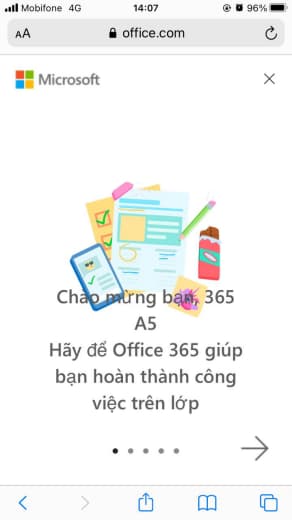 Mobifone 4G 14:07 96%
AA office.com
Microsoft
Chào mừng bạn, 365
A5
Hãy để Office 365 giúp
bạn hoàn thành công
việc trên lớp